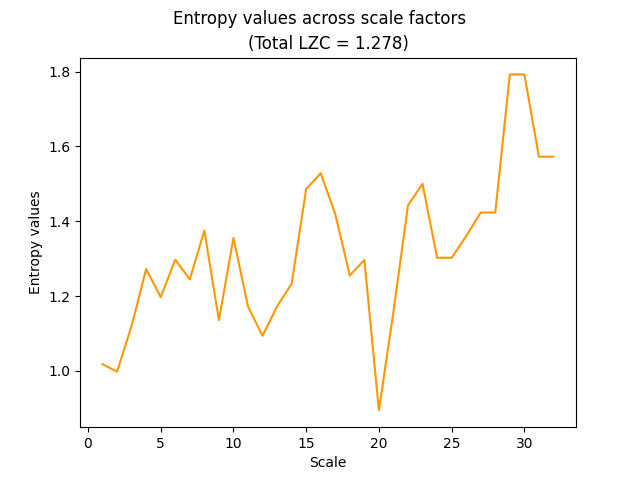 Entropy values across scale factors
(Total LZC = 1.278)
1.8
1.6
1.4
1.2
1.0
Entropy values
0 5 10 15 20 25 30
Scale